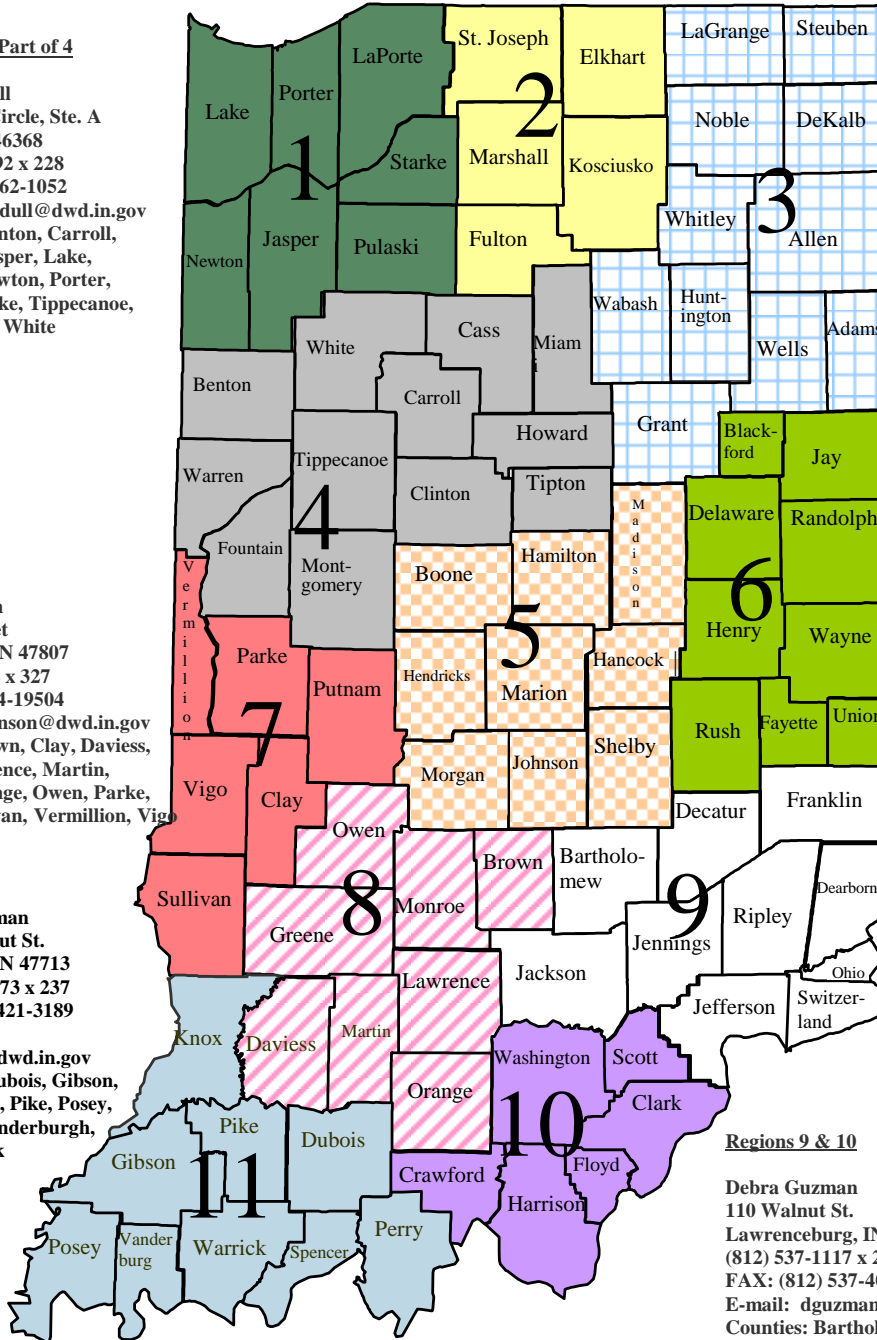 Part of 4
Circle, Ste. A
46368
92 x 228
62-1052
dull@dwd.in.gov
nton, Carroll,
sper, Lake,
wton, Porter,
ke, Tippecanoe,
White
St. Joseph
LaGrange
Steuben
LaPorte
Elkhart
Porter
Lake
2
Noble
DeKalb
1
Marshall
Starke
Kosciusko
3
Whitley
Allen
Jasper
Pulaski
Fulton
Newton
Wabash
Hunt-
ington
Adams
White
Cass
Miam
i
Wells
Benton
Carroll
Grant
Black-
ford
Howard
Jay
Tippecanoe
Warren
Clinton
Tipton
4
Delaware
Randolph
Madison
Fountain
Mont-
gomery
Boone
Hamilton
Vermillion
6
5
Henry
Wayne
Parke
Hancock
Putnam
Hendricks
Marion
7
Rush
Fayette
Union
Shelby
Morgan
Johnson
Vigo
Clay
Decatur
Franklin
Owen
Brown
Bartholo-
mew
Sullivan
8
Monroe
9
Ripley
Dearborn
Greene
Jennings
Lawrence
Jackson
Ohio
Jefferson
Switzer-
land
Knox
Daviess
Martin
Washington
Scott
Orange
10
Clark
Pike
Dubois
Gibson
11
Crawford
Floyd
Harrison
Posey
Vander
burg
Warrick
Spencer
Perry
et
IN 47807
x 327
4-19504
nson@dwd.in.gov
wn, Clay, Daviess,
ence, Martin,
nge, Owen, Parke,
van, Vermillion, Vigo
man
ut St.
N 47713
73 x 237
421-3189
dwd.in.gov
ubois, Gibson,
, Pike, Posey,
nderburgh,
k
Regions 9 & 10
Debra Guzman
110 Walnut St.
Lawrenceburg, IN
(812) 537-1117 x 2
FAX: (812) 537-40
E-mail: dguzman
Counties: Barthol